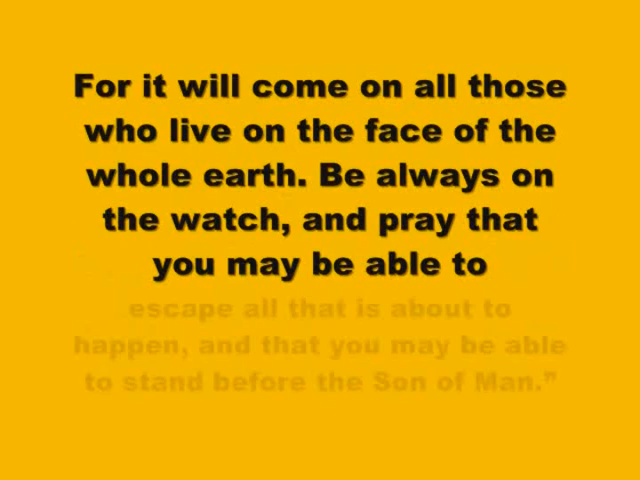 For it will come on all those
who live on the face of the
whole earth. Be always on
the watch, and pray that
you may be able to
escape all that is about to
happen, and that you may be able
to stand before the Son of Man.”